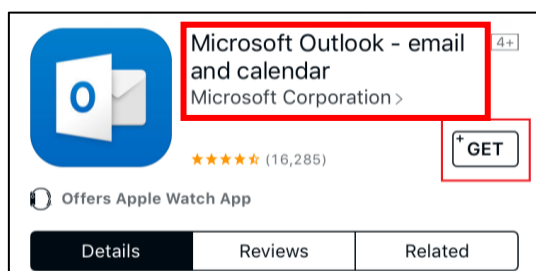 Microsoft Outlook - email 4+
and calendar
Microsoft Corporation >
O
★★★★★ (16,285)
+GET
Offers Apple Watch App
Details Reviews Related